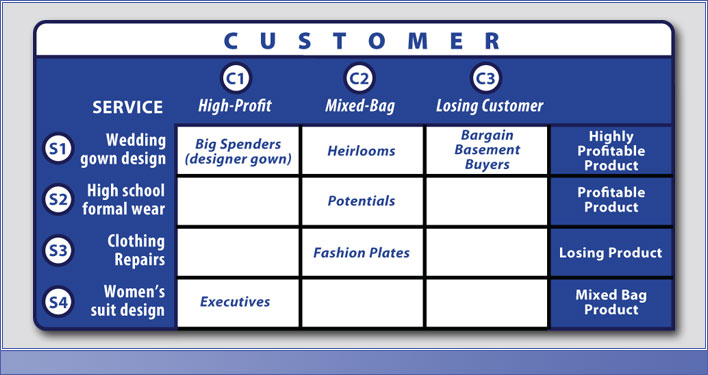 CUSTOMER
C1 C2 C3
SERVICE High-Profit Mixed-Bag Losing Customer
S1
Wedding
gown design
Big Spenders
(designer gown)
Heirlooms
Bargain
Basement
Buyers
Highly
Profitable
Product
S2
High school
formal wear
Potentials
Profitable
Product
S3
Clothing
Repairs
Fashion Plates
Losing Product
S4
Women's
suit design
Executives
Mixed Bag
Product